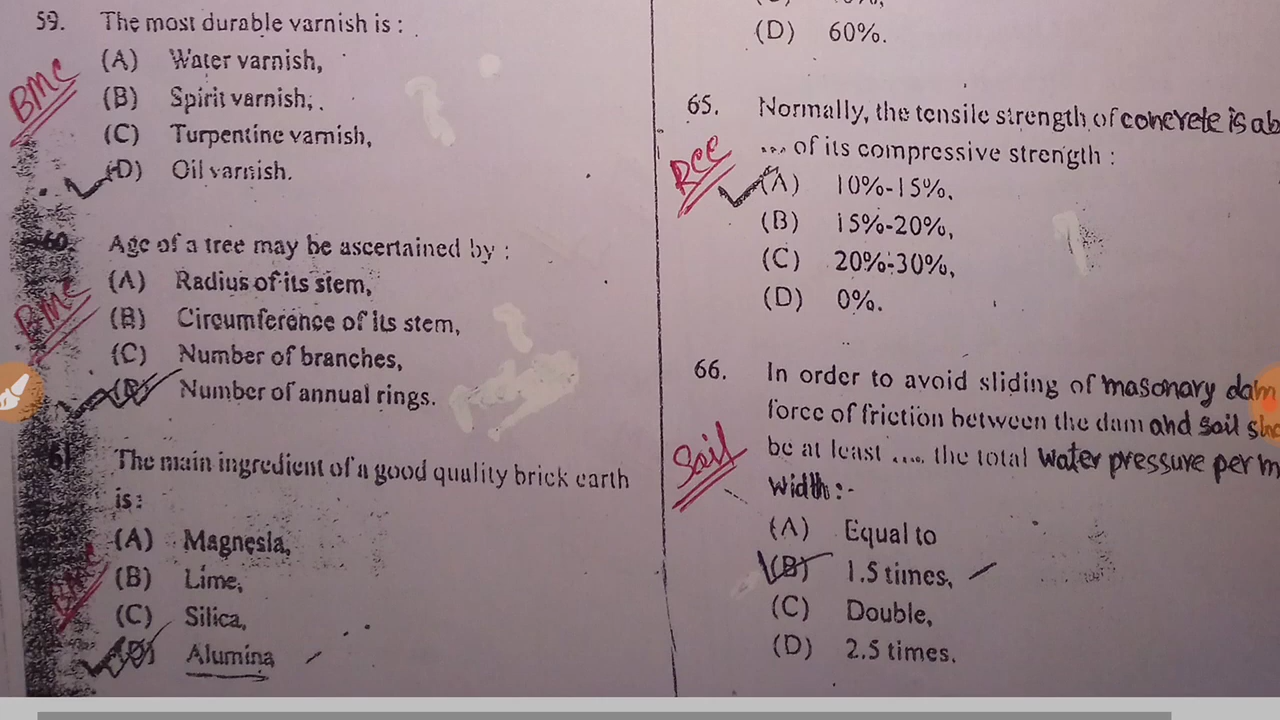 59. The most durable varnish is :
BMC
(A) Water varnish,
(B) Spirit varnish,
(C) Turpentine varnish,
(D) Oil varnish.
60. Age of a tree may be ascertained by :
BMC
(A) Radius of its stem,
(B) Circumference of its stem,
(C) Number of branches,
(D) Number of annual rings.
61 The main ingredient of a good quality brick earth
is :
BMC
(A) Magnesia,
(B) Lime,
(C) Silica,
(D) Alumina
(D) 60%.
65. Normally, the tensile strength of concrete is ab
.... of its compressive strength :
RCC
(A) 10%-15%.
(B) 15%-20%,
(C) 20%-30%,
(D) 0%.
66. In order to avoid sliding of masonary dam
force of friction between the dam and soil
be at least .... the total water pressure per m
width :-
Soil
(A) Equal to
(B) 1.5 times,
(C) Double,
(D) 2.5 times.